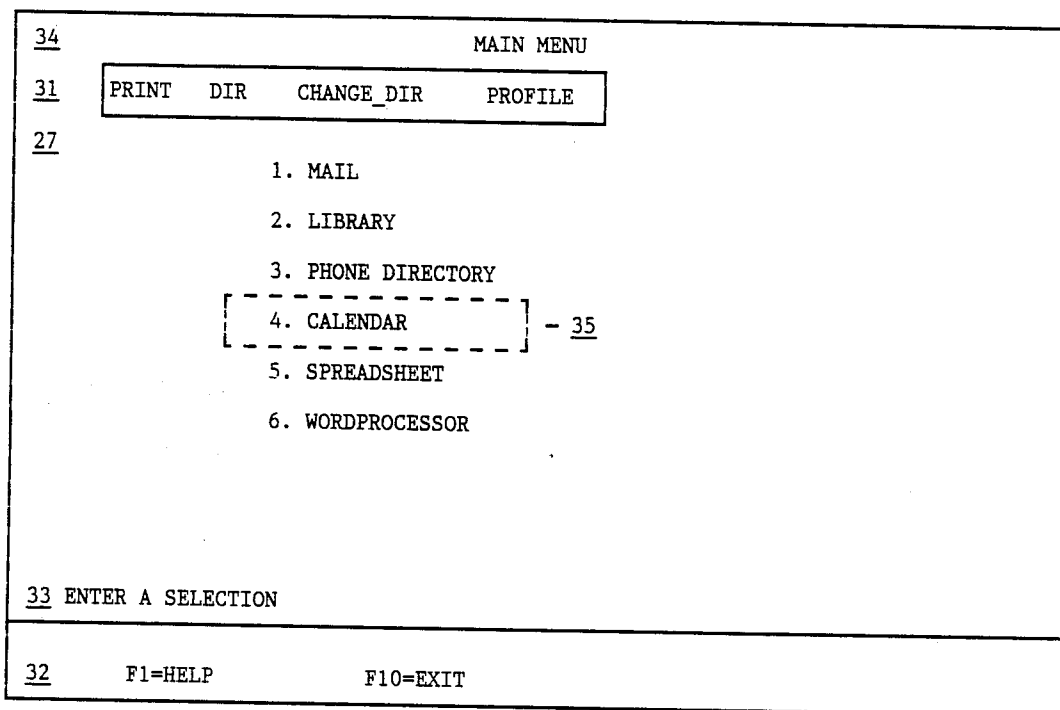 34 MAIN MENU
31 PRINT DIR CHANGE_DIR PROFILE
27
1. MAIL
2. LIBRARY
3. PHONE DIRECTORY
4. CALENDAR - 35
5. SPREADSHEET
6. WORDPROCESSOR
33 ENTER A SELECTION
32 F1=HELP F10=EXIT